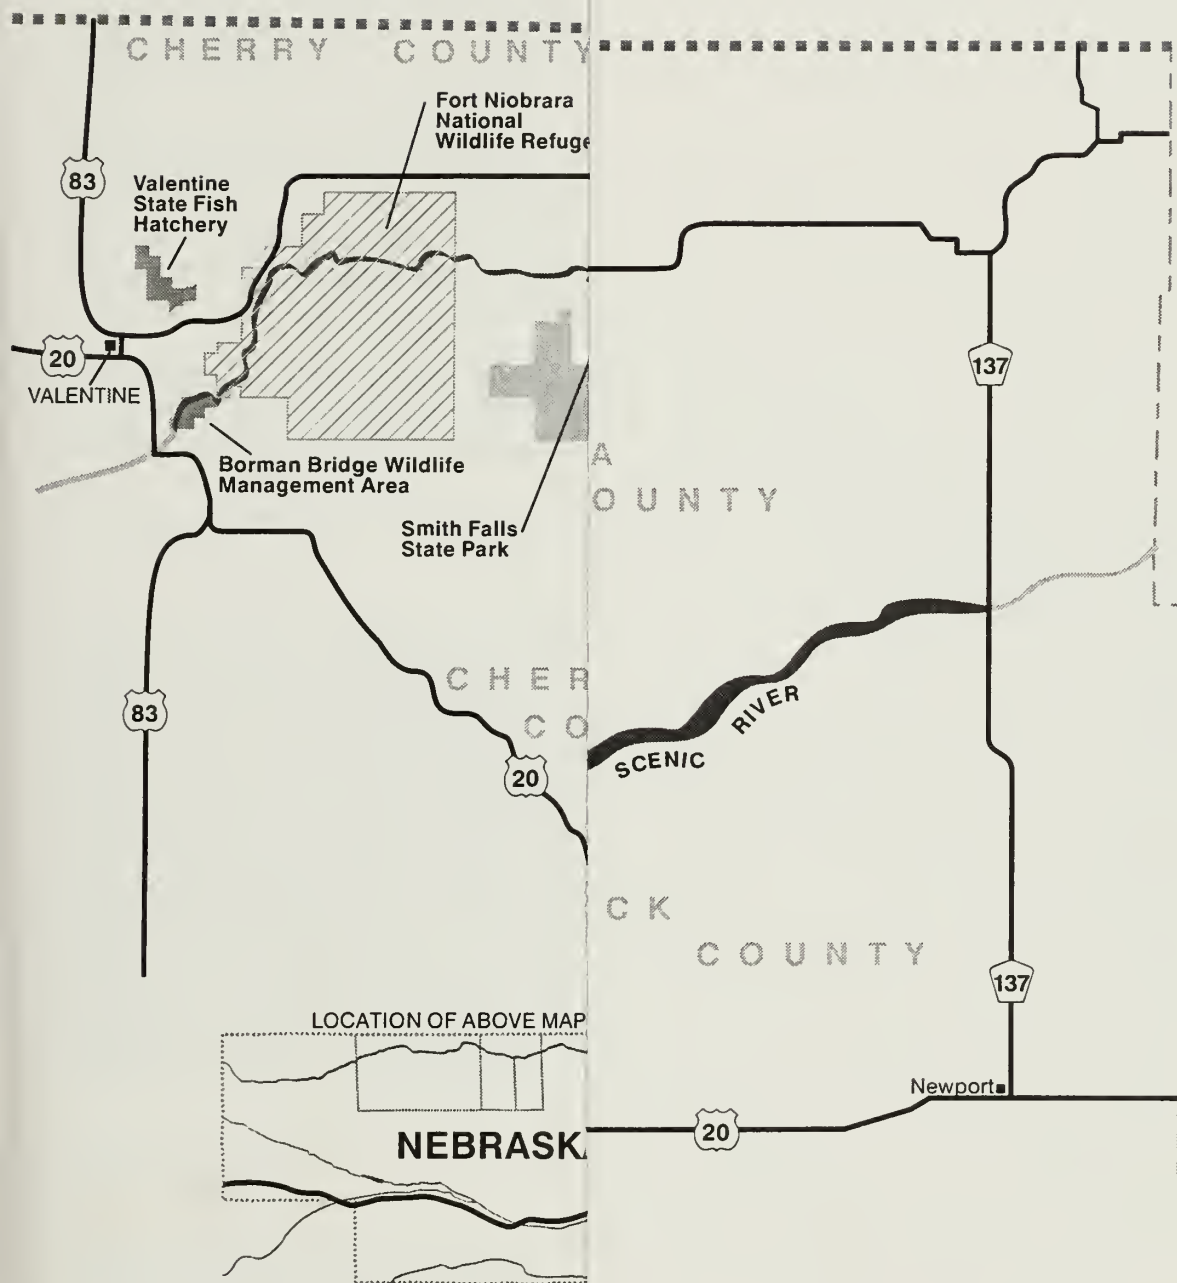 CHERRY COUNTY
Fort Niobrara
National
Wildlife Refuge
83
Valentine
State Fish
Hatchery
20
VALENTINE
137
Borman Bridge Wildlife
Management Area
A
OUNTY
Smith Falls
State Park
CHER
CO
83
20
SCENIC RIVER
CK
COUNTY
137
LOCATION OF ABOVE MAP
NEBRASK
Newport
20